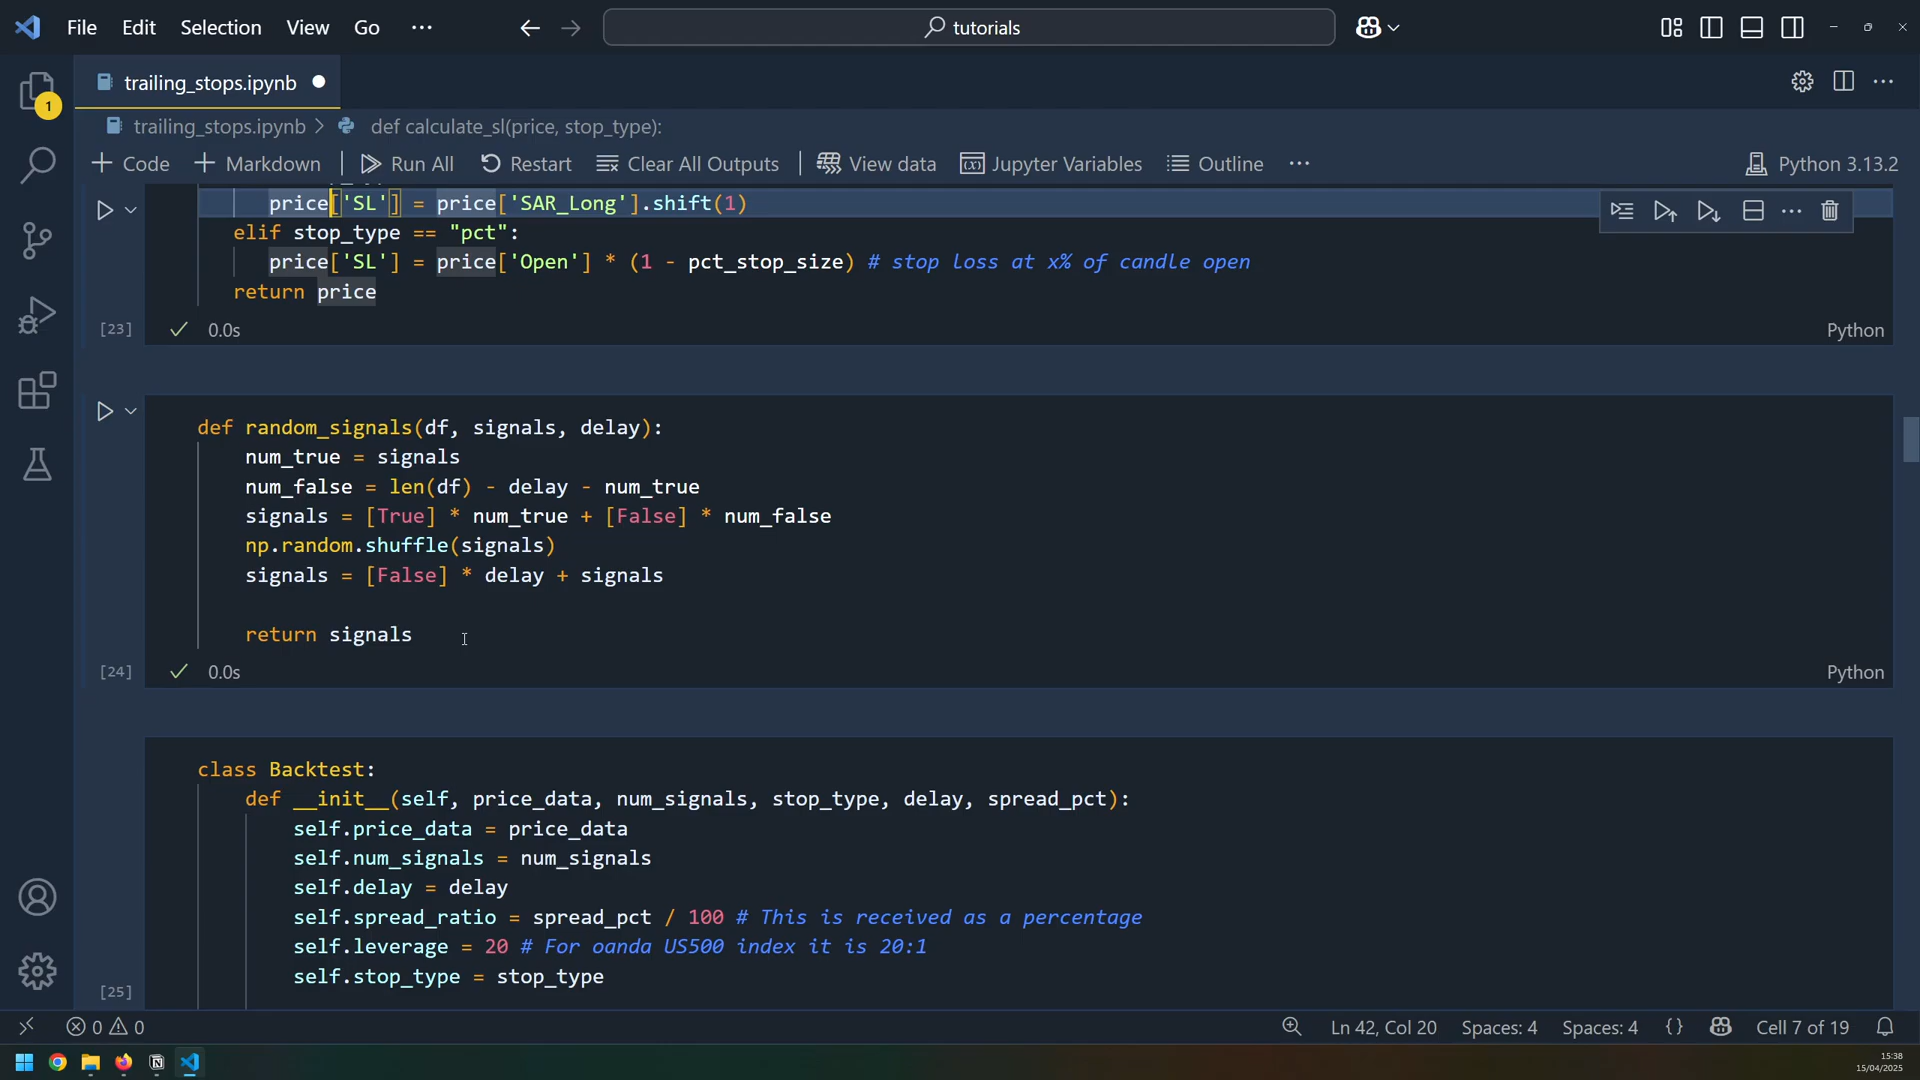 File Edit Selection View Go ...
tutorials
trailing_stops.ipynb
1
trailing_stops.ipynb > def calculate_sl(price, stop_type):
+ Code + Markdown | Run All Restart Clear All Outputs | View data Jupyter Variables Outline ... Python 3.13.2
price['SL'] = price['SAR_Long'].shift(1)
elif stop_type == "pct":
price['SL'] = price['Open'] * (1 - pct_stop_size) # stop loss at x% of candle open
return price
[23] 0.0s Python
def random_signals(df, signals, delay):
num_true = signals
num_false = len(df) - delay - num_true
signals = [True] * num_true + [False] * num_false
np.random.shuffle(signals)
signals = [False] * delay + signals
return signals
[24] 0.0s Python
class Backtest:
def __init__(self, price_data, num_signals, stop_type, delay, spread_pct):
self.price_data = price_data
self.num_signals = num_signals
self.delay = delay
self.spread_ratio = spread_pct / 100 # This is received as a percentage
self.leverage = 20 # For oanda US500 index it is 20:1
self.stop_type = stop_type
[25]
0 0 Ln 42, Col 20 Spaces: 4 Spaces: 4 {} Cell 7 of 19
15:38
15/04/2025